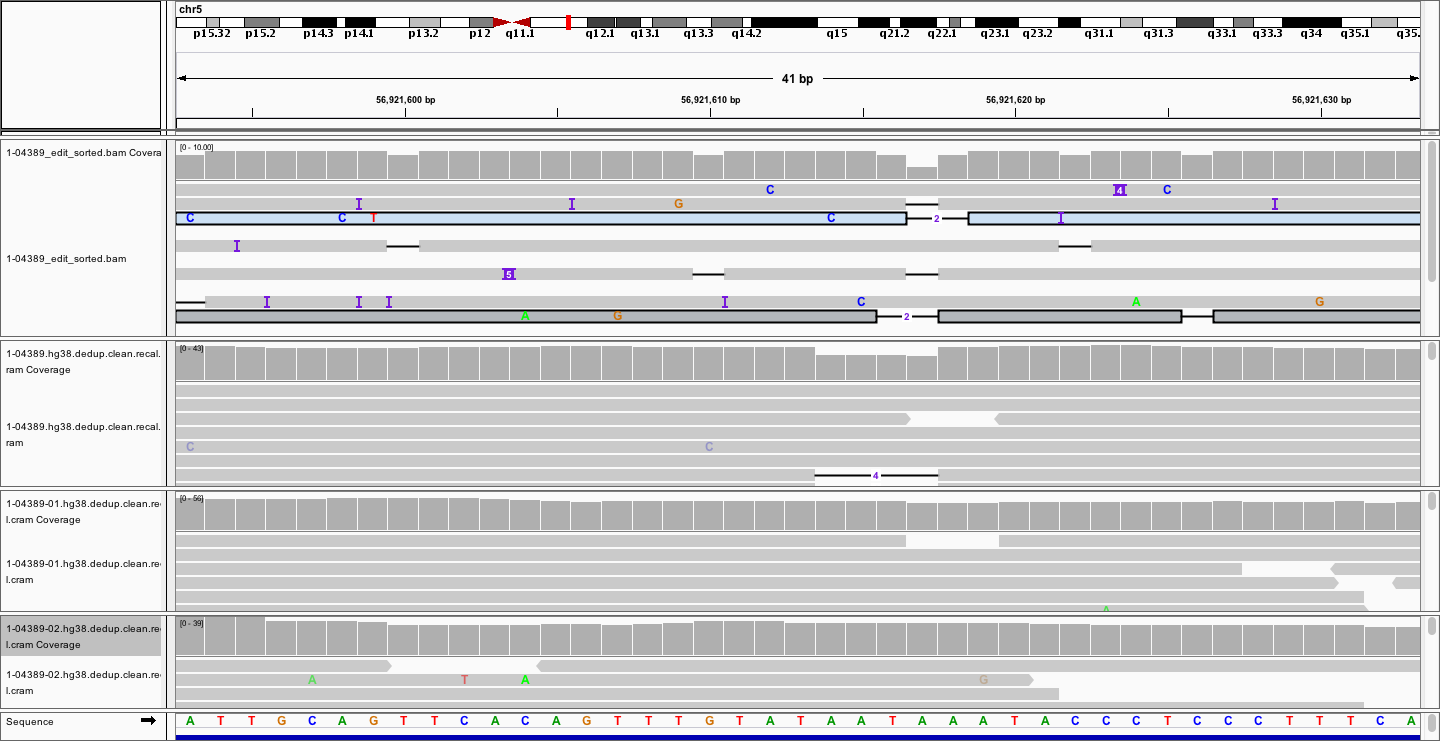 chr5
p15.32 p15.2 p14.3 p14.1 p13.2 p12 q11.1 q12.1 q13.1 q13.3 q14.2 q15 q21.2 q22.1 q23.1 q23.2 q31.1 q31.3 q33.1 q33.3 q34 q35.1 q35.
41 bp
56,921,600 bp 56,921,610 bp 56,921,620 bp 56,921,630 bp
1-04389_edit_sorted.bam Covera
[0 - 10.00]
C 4 C
G
C C T C 2
1-04389_edit_sorted.bam
5
C A G
A G 2
1-04389.hg38.dedup.clean.recal.
ram Coverage
[0 - 43]
1-04389.hg38.dedup.clean.recal.
ram
C C
4
1-04389-01.hg38.dedup.clean.re
l.cram Coverage
[0 - 56]
1-04389-01.hg38.dedup.clean.re
l.cram
A
1-04389-02.hg38.dedup.clean.re
l.cram Coverage
[0 - 39]
1-04389-02.hg38.dedup.clean.re
l.cram
A T A G
Sequence
A T T G C A G T T C A C A G T T T G T A T A A T A A A T A C C C T C C C T T T C A